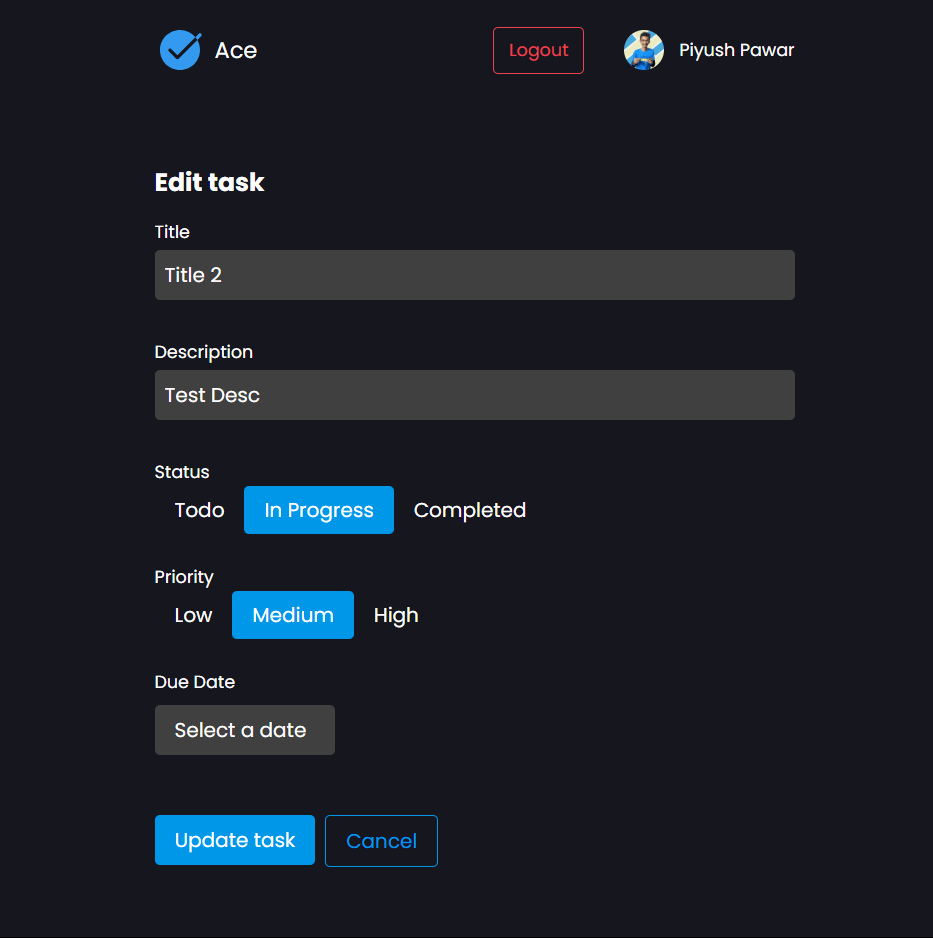 Ace Logout Piyush Pawar
Edit task
Title
Title 2
Description
Test Desc
Status
Todo In Progress Completed
Priority
Low Medium High
Due Date
Select a date
Update task Cancel